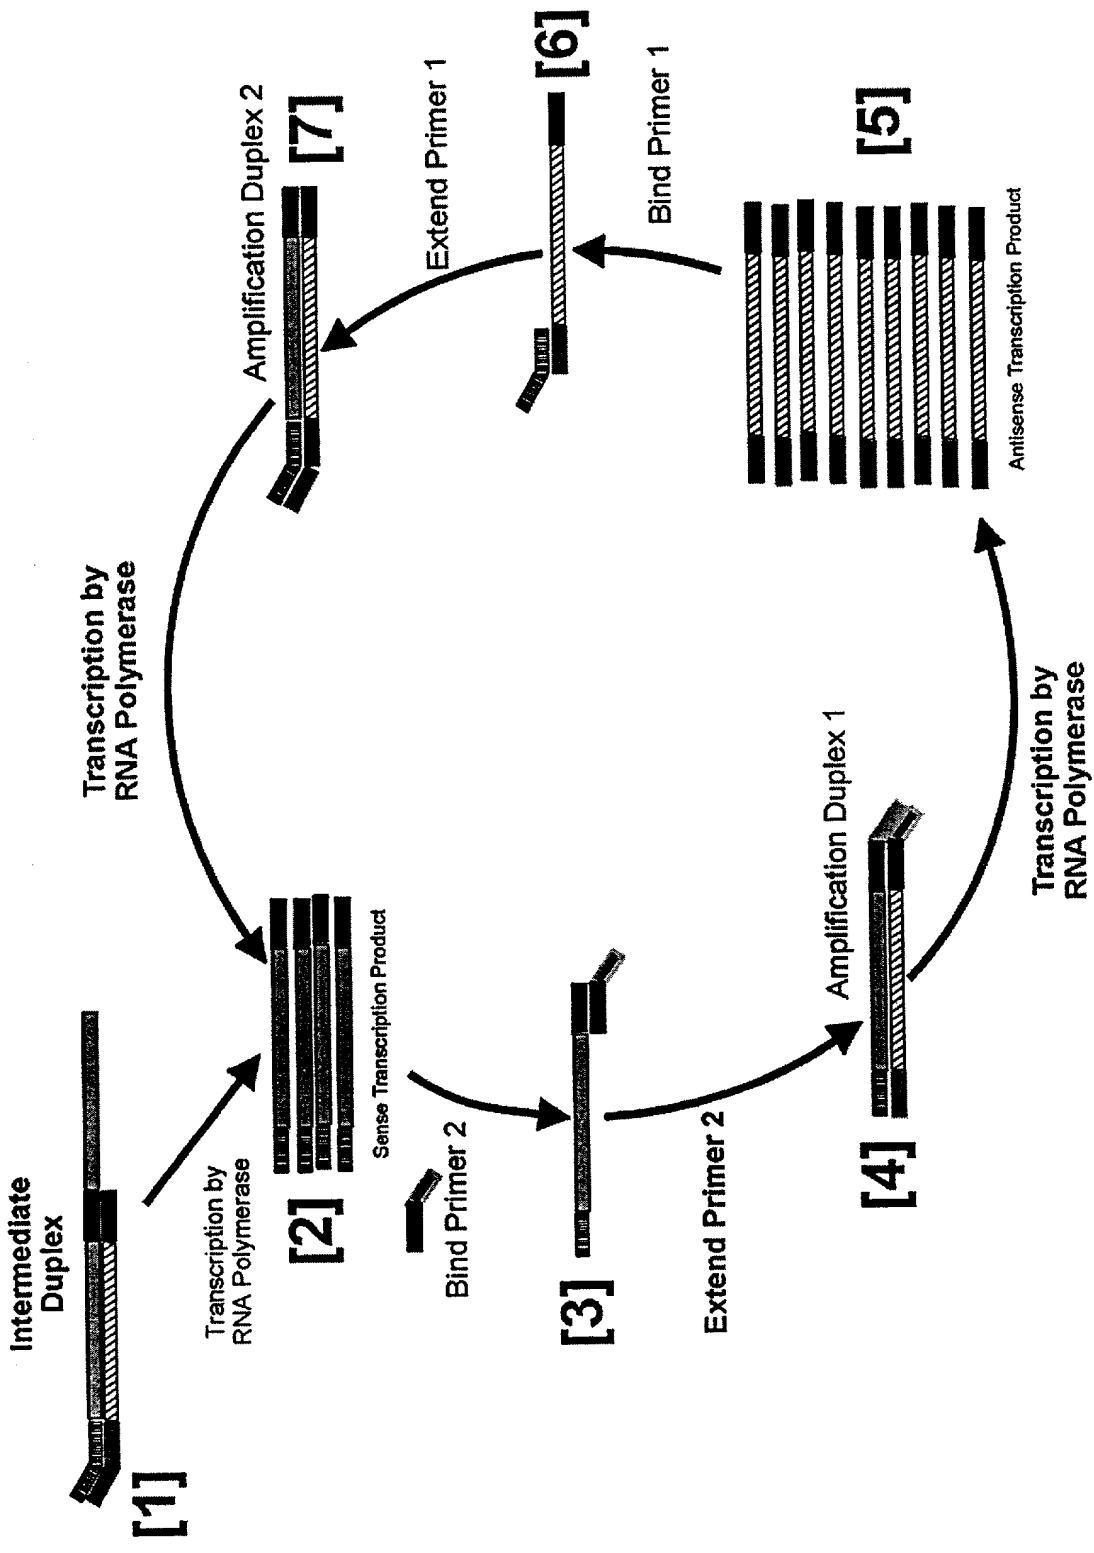 Intermediate
Duplex
[1]
Transcription by
RNA Polymerase
[2]
Sense Transcription Product
Bind Primer 2
[3]
Extend Primer 2
[4]
Amplification Duplex 1
Transcription by
RNA Polymerase
Antisense Transcription Product
[5]
Bind Primer 1
[6]
Extend Primer 1
Amplification Duplex 2
[7]
Transcription by
RNA Polymerase